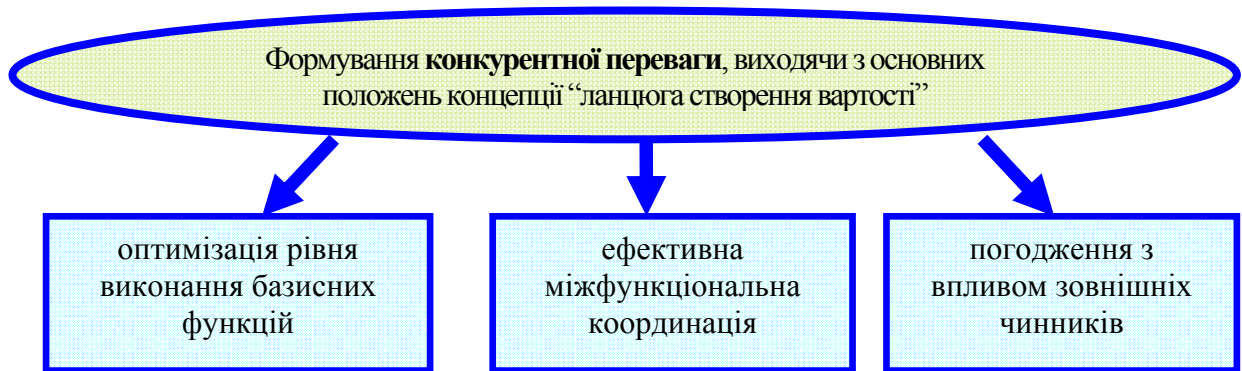 Формування конкурентної переваги, виходячи з основних
положень концепції “ланцюга створення вартості”
оптимізація рівня
виконання базисних
функцій
ефективна
міжфункціональна
координація
погодження з
впливом зовнішніх
чинників